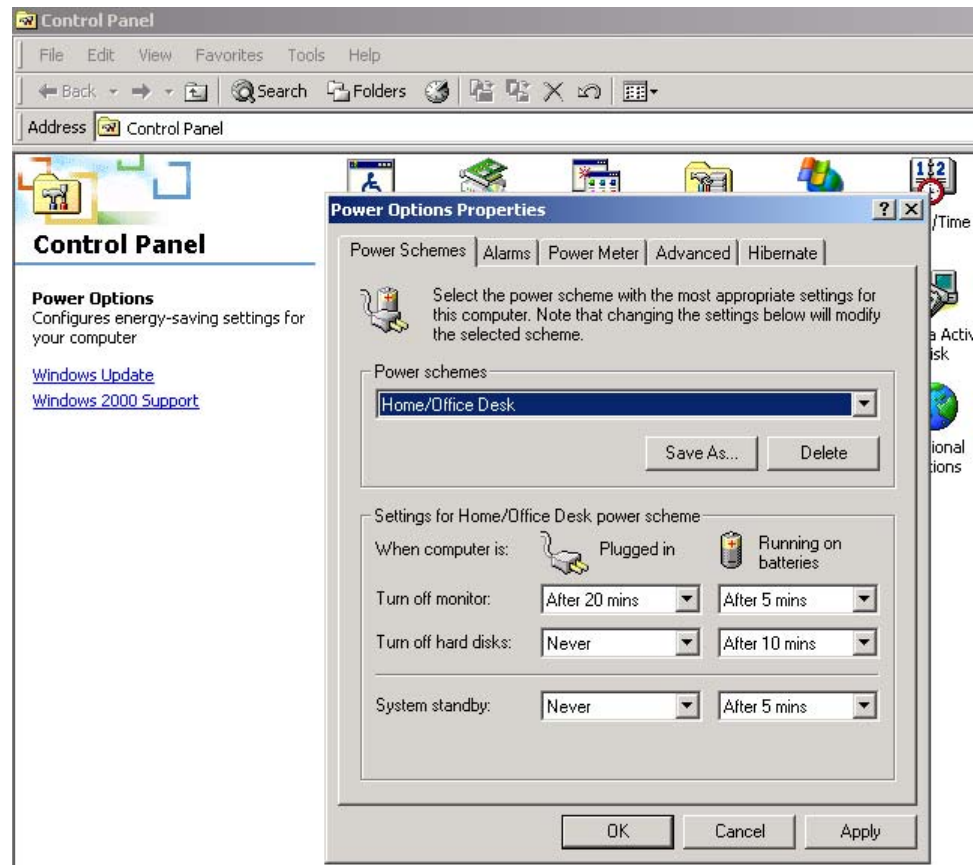 Control Panel
File Edit View Favorites Tools Help
Back Search Folders
Address Control Panel
Control Panel
Power Options
Configures energy-saving settings for
your computer
Windows Update
Windows 2000 Support
12
/Time
Power Options Properties
Power Schemes Alarms Power Meter Advanced Hibernate
Select the power scheme with the most appropriate settings for
this computer. Note that changing the settings below will modify
the selected scheme.
Power schemes
Home/Office Desk
Save As... Delete
Settings for Home/Office Desk power scheme
When computer is: Plugged in Running on
batteries
Turn off monitor: After 20 mins After 5 mins
Turn off hard disks: Never After 10 mins
System standby: Never After 5 mins
OK Cancel Apply